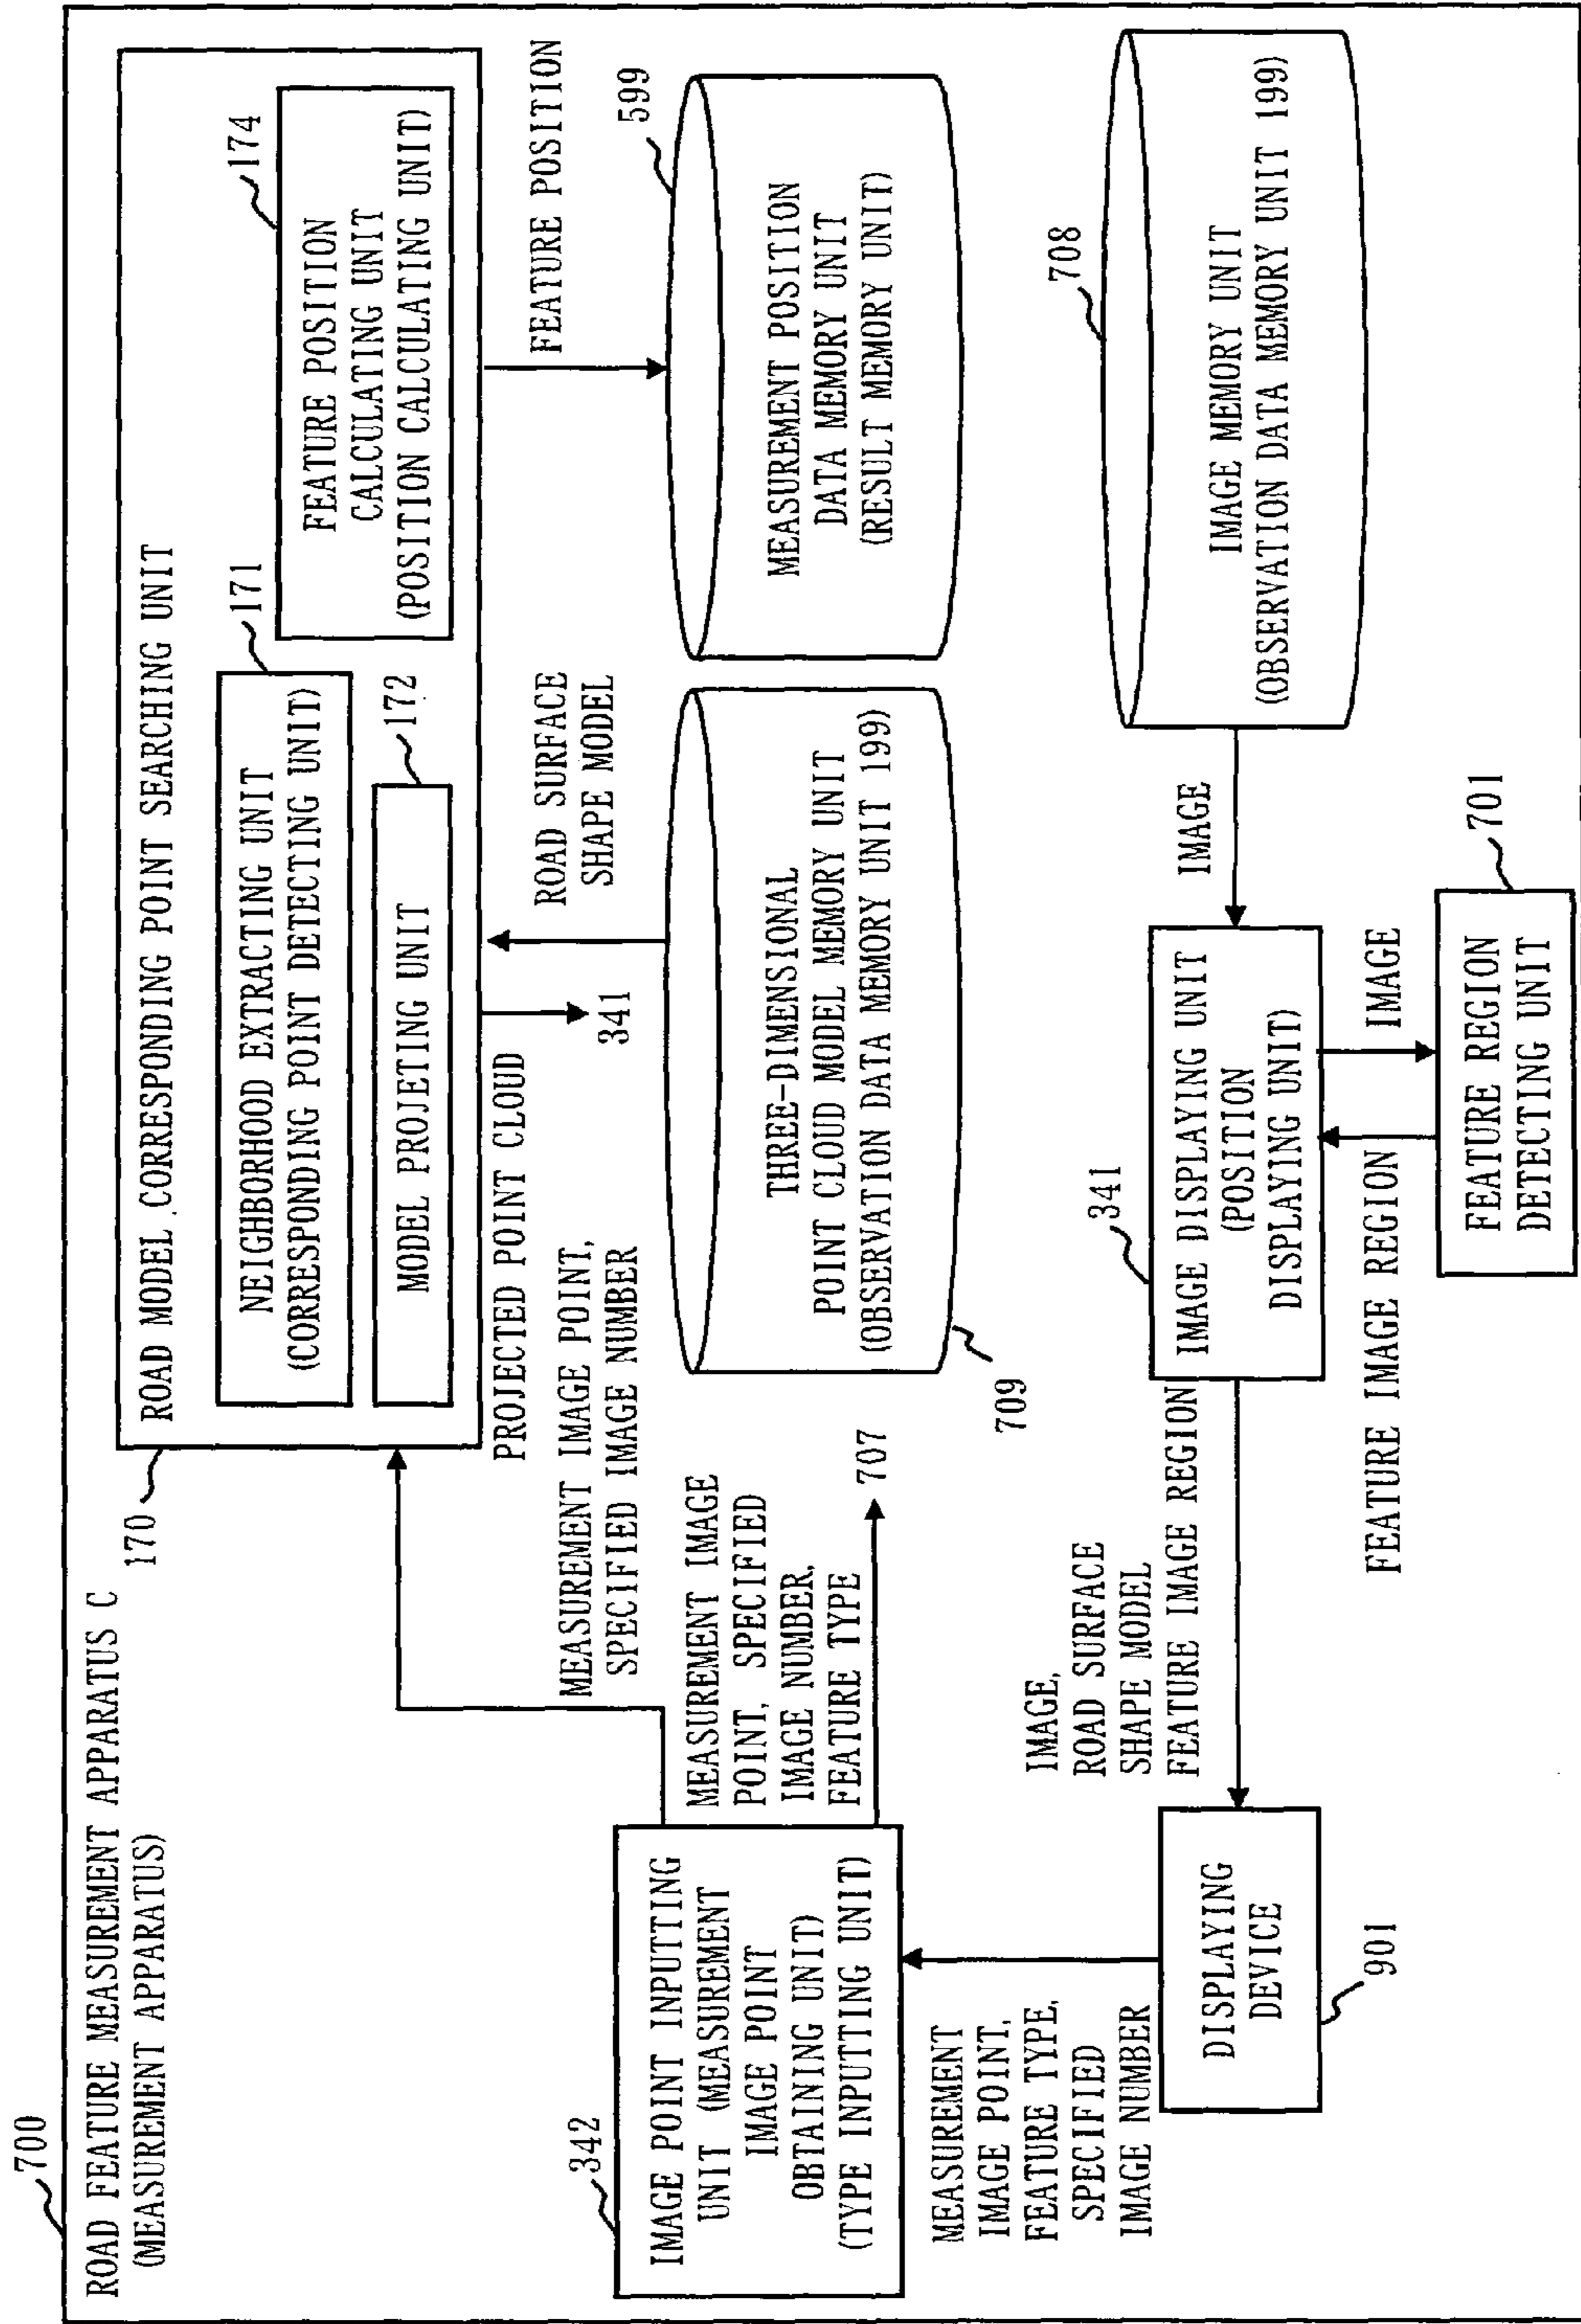 700
ROAD FEATURE MEASUREMENT APPARATUS C
(MEASUREMENT APPARATUS)
170
ROAD MODEL CORRESPONDING POINT SEARCHING UNIT
171
NEIGHBORHOOD EXTRACTING UNIT
(CORRESPONDING POINT DETECTING UNIT)
172
MODEL PROJETING UNIT
174
FEATURE POSITION
CALCULATING UNIT
(POSITION CALCULATING UNIT)
PROJECTED POINT CLOUD
341
ROAD SURFACE
SHAPE MODEL
FEATURE POSITION
MEASUREMENT IMAGE POINT,
SPECIFIED IMAGE NUMBER
342
IMAGE POINT INPUTTING
UNIT (MEASUREMENT
IMAGE POINT
OBTAINING UNIT)
(TYPE INPUTTING UNIT)
MEASUREMENT IMAGE
POINT, SPECIFIED
IMAGE NUMBER,
FEATURE TYPE
707
709
THREE-DIMENSIONAL
POINT CLOUD MODEL MEMORY UNIT
(OBSERVATION DATA MEMORY UNIT 199)
599
MEASUREMENT POSITION
DATA MEMORY UNIT
(RESULT MEMORY UNIT)
MEASUREMENT
IMAGE POINT,
FEATURE TYPE,
SPECIFIED
IMAGE NUMBER
IMAGE,
ROAD SURFACE
SHAPE MODEL
FEATURE IMAGE REGION
DISPLAYING
DEVICE
901
341
IMAGE DISPLAYING UNIT
(POSITION
DISPLAYING UNIT)
IMAGE
708
IMAGE MEMORY UNIT
(OBSERVATION DATA MEMORY UNIT 199)
FEATURE IMAGE REGION
IMAGE
701
FEATURE REGION
DETECTING UNIT